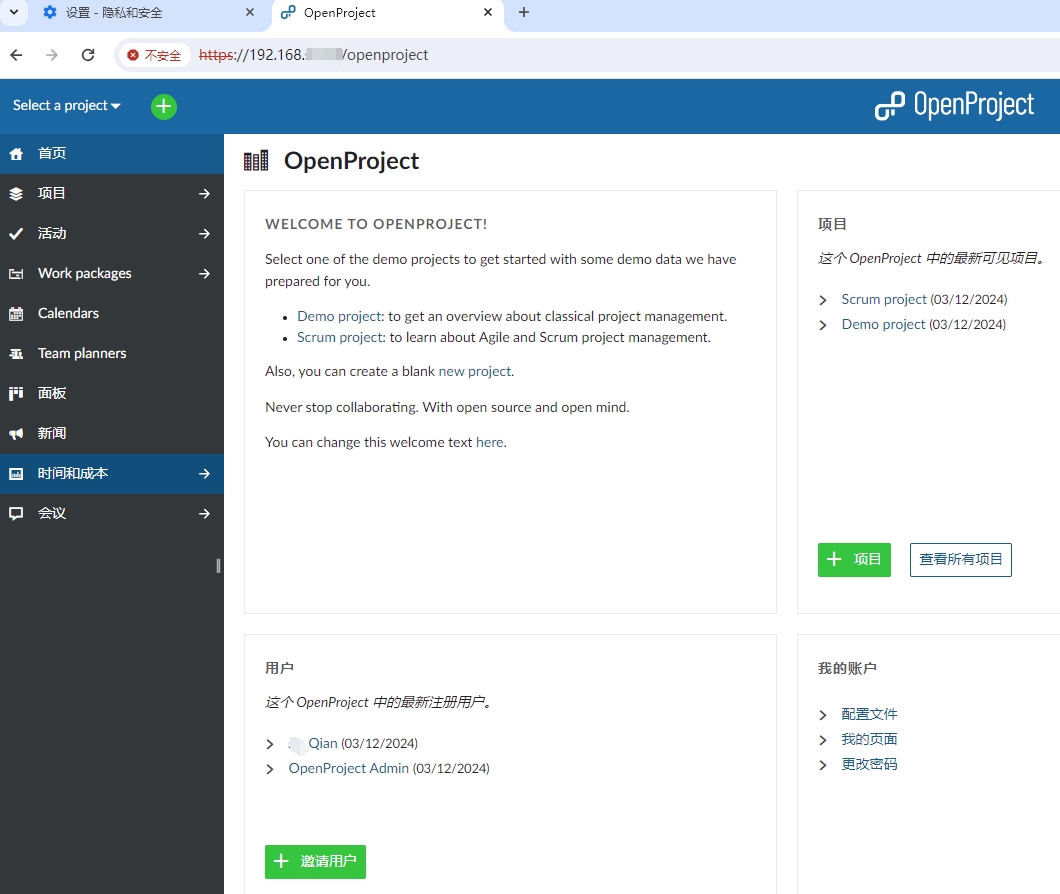 设置 - 隐私和安全
OpenProject
不安全
https://192.168. /openproject
Select a project
OpenProject
首页
项目
活动
Work packages
Calendars
Team planners
面板
新闻
时间和成本
会议
OpenProject
WELCOME TO OPENPROJECT!
Select one of the demo projects to get started with some demo data we have
prepared for you.
• Demo project: to get an overview about classical project management.
• Scrum project: to learn about Agile and Scrum project management.
Also, you can create a blank new project.
Never stop collaborating. With open source and open mind.
You can change this welcome text here.
项目
这个 OpenProject 中的最新可见项目。
Scrum project (03/12/2024)
Demo project (03/12/2024)
+ 项目
查看所有项目
用户
这个 OpenProject 中的最新注册用户。
Qian (03/12/2024)
OpenProject Admin (03/12/2024)
+ 邀请用户
我的账户
配置文件
我的页面
更改密码